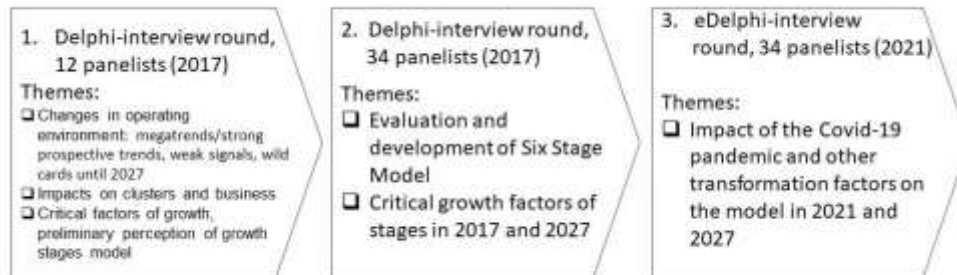 1. Delphi-interview round,
12 panelists (2017)
Themes:
❑ Changes in operating
environment: megatrends/strong
prospective trends, weak signals, wild
cards until 2027
❑ Impacts on clusters and business
❑ Critical factors of growth,
preliminary perception of growth
stages model
2. Delphi-interview round,
34 panelists (2017)
Themes:
❑ Evaluation and
development of Six Stage
Model
❑ Critical growth factors of
stages in 2017 and 2027
3. eDelphi-interview
round, 34 panelists (2021)
Themes:
❑ Impact of the Covid-19
pandemic and other
transformation factors on
the model in 2021 and
2027